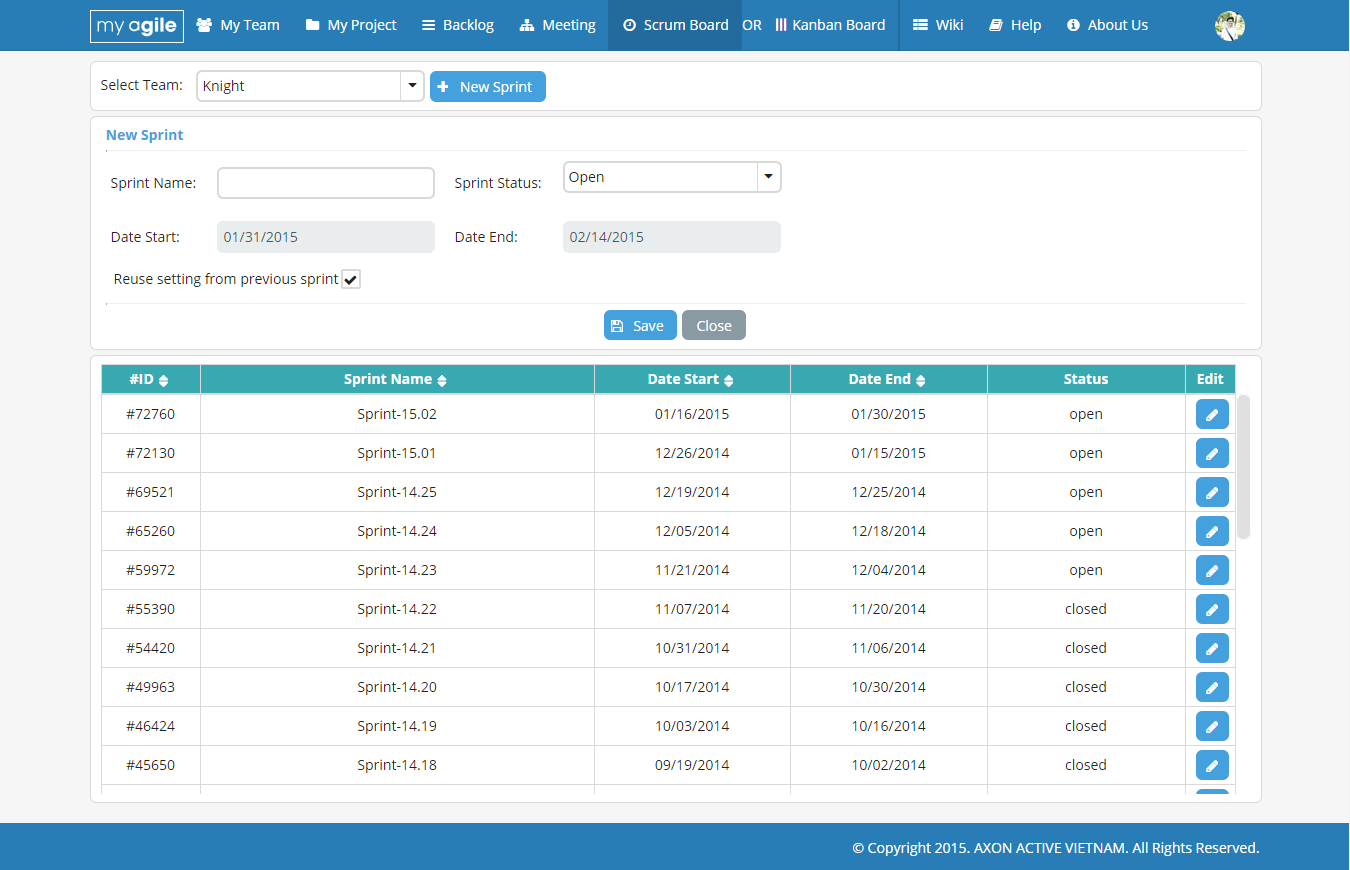 my agile My Team My Project Backlog Meeting Scrum Board OR Kanban Board Wiki Help About Us
Select Team: Knight New Sprint
New Sprint
Sprint Name: Sprint Status: Open
Date Start: 01/31/2015 Date End: 02/14/2015
Reuse setting from previous sprint
Save Close
#ID Sprint Name Date Start Date End Status Edit
#72760 Sprint-15.02 01/16/2015 01/30/2015 open
#72130 Sprint-15.01 12/26/2014 01/15/2015 open
#69521 Sprint-14.25 12/19/2014 12/25/2014 open
#65260 Sprint-14.24 12/05/2014 12/18/2014 open
#59972 Sprint-14.23 11/21/2014 12/04/2014 open
#55390 Sprint-14.22 11/07/2014 11/20/2014 closed
#54420 Sprint-14.21 10/31/2014 11/06/2014 closed
#49963 Sprint-14.20 10/17/2014 10/30/2014 closed
#46424 Sprint-14.19 10/03/2014 10/16/2014 closed
#45650 Sprint-14.18 09/19/2014 10/02/2014 closed
© Copyright 2015. AXON ACTIVE VIETNAM. All Rights Reserved.